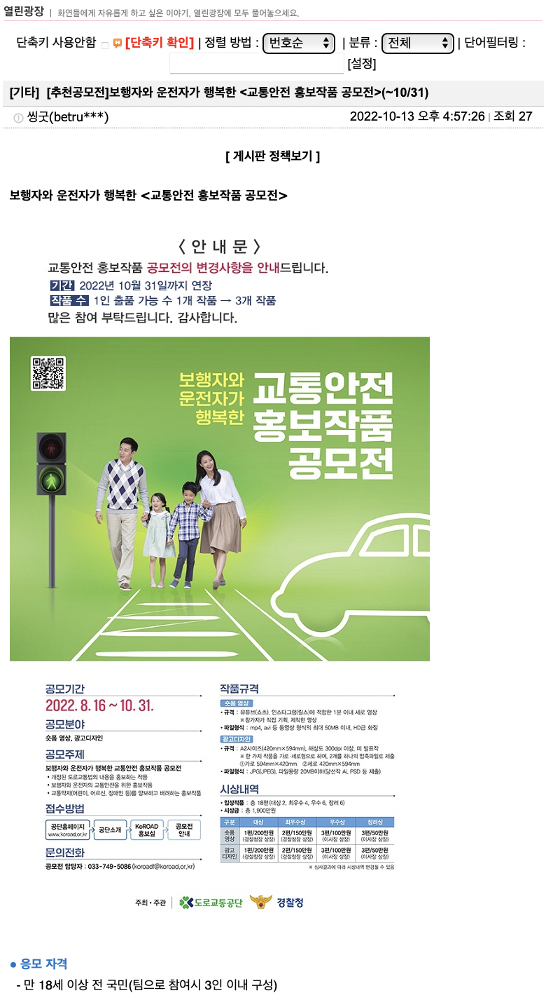 열린광장 | 화연들에게 자유롭게 하고 싶은 이야기, 열린광장에 모두 풀어놓으세요.
단축키 사용안함 [단축키 확인] | 정렬 방법 : 번호순 | 분류 : 전체 | 단어필터링 :
[설정]
[기타] [추천공모전]보행자와 운전자가 행복한 <교통안전 홍보작품 공모전>(~10/31)
씽굿(betru***) 2022-10-13 오후 4:57:26 | 조회 27
[ 게시판 정책보기 ]
보행자와 운전자가 행복한 <교통안전 홍보작품 공모전>
〈 안 내 문 〉
교통안전 홍보작품 공모전의 변경사항을 안내드립니다.
기간 2022년 10월 31일까지 연장
작품 수 1인 출품 가능 수 1개 작품 → 3개 작품
많은 참여 부탁드립니다. 감사합니다.
보행자와
운전자가
행복한
교통안전
홍보작품
공모전
공모기간
2022. 8. 16 ~ 10. 31.
공모분야
숏폼 영상, 광고디자인
공모주제
보행자와 운전자가 행복한 교통안전 홍보작품 공모전
• 개정된 도로교통법의 내용을 홍보하는 작품
• 보행자와 운전자의 교통안전을 위한 홍보작품
• 교통약자(어린이, 어르신, 장애인 등)를 양보하고 배려하는 홍보작품
접수방법
공단홈페이지 www.koroad.or.kr → 공단소개 → KoROAD 홍보실 → 공모전 안내
문의전화
공모전 담당자 : 033-749-5086 (koroadf@koroad.or.kr)
작품규격
숏폼 영상
• 규격 : 유튜브(쇼츠), 인스타그램(릴스)에 적합한 1분 이내 세로 영상
※ 참가자가 직접 기획, 제작한 영상
• 파일형식 : mp4, avi 등 동영상 형식의 최대 50MB 이내, HD급 화질
광고디자인
• 규격 : A2사이즈(420mm×594mm), 해상도 300dpi 이상, 미 발표작
※ 한 가지 작품을 가로·세로형으로 하여, 2개를 하나의 압축파일로 제출
①가로 594mm×420mm ②세로 420mm×594mm
• 파일형식 : JPG(JPEG), 파일용량 20MB이하(당선작 Ai, PSD 등 제출)
시상내역
• 입상작품 : 총 18편 (대상 2, 최우수 4, 우수 6, 장려 6)
• 시상금 : 총 1,900만원
구분 대상 최우수상 우수상 장려상
숏폼 영상 1편/200만원 (경찰청장 상장) 2편/150만원 (경찰청장 상장) 3편/100만원 (이사장 상장) 3편/50만원 (이사장 상장)
광고 디자인 1편/200만원 (경찰청장 상장) 2편/150만원 (경찰청장 상장) 3편/100만원 (이사장 상장) 3편/50만원 (이사장 상장)
※ 심사결과에 따라 시상내역 변경될 수 있음
주최 • 주관 | 도로교통공단 경찰청
● 응모 자격
- 만 18세 이상 전 국민(팀으로 참여시 3인 이내 구성)